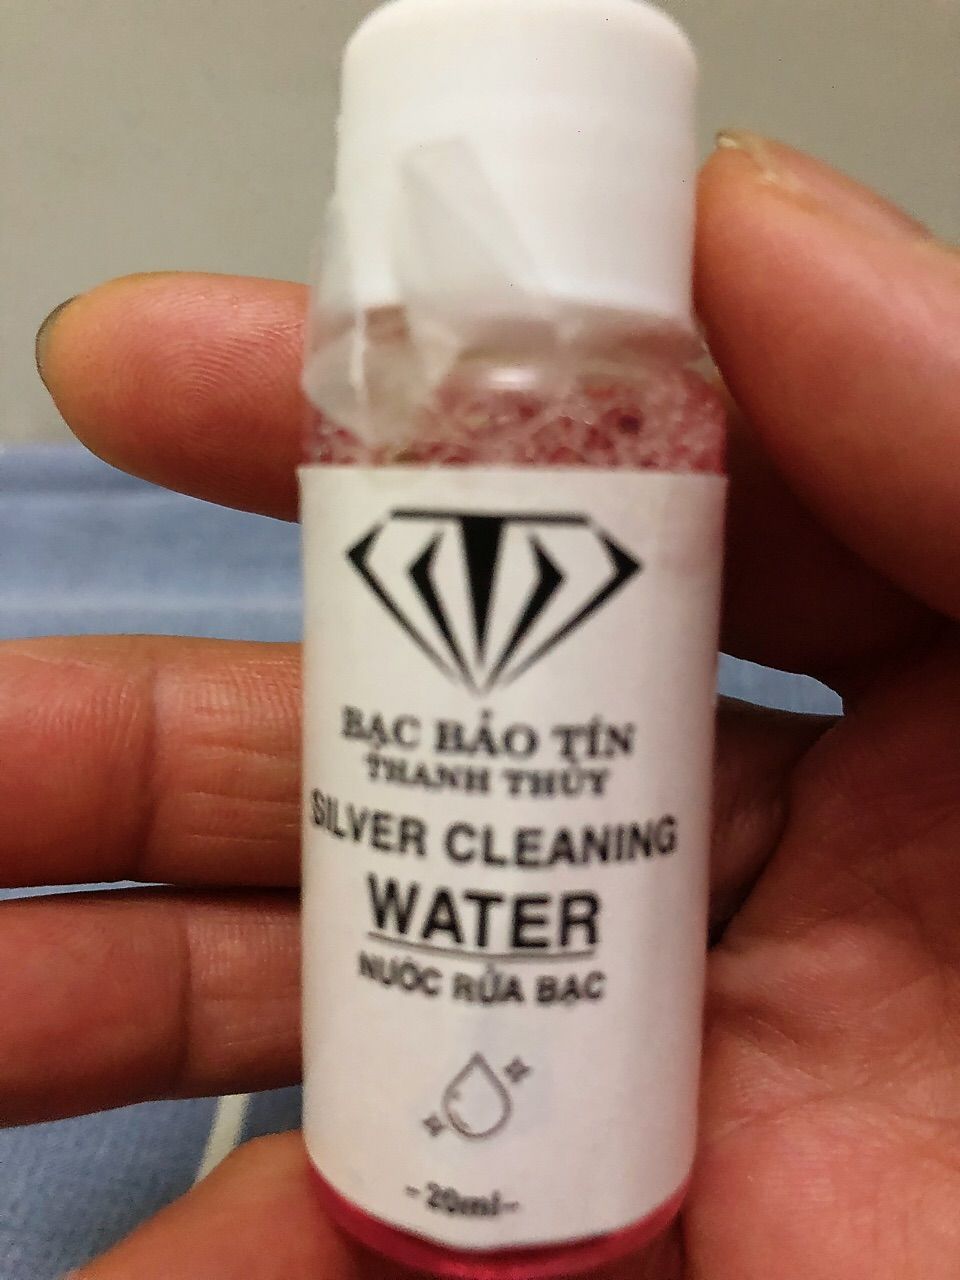 BẠC BẢO TÍN
THANH THỦY
SILVER CLEANING
WATER
NƯỚC RỬA BẠC
-20ml-